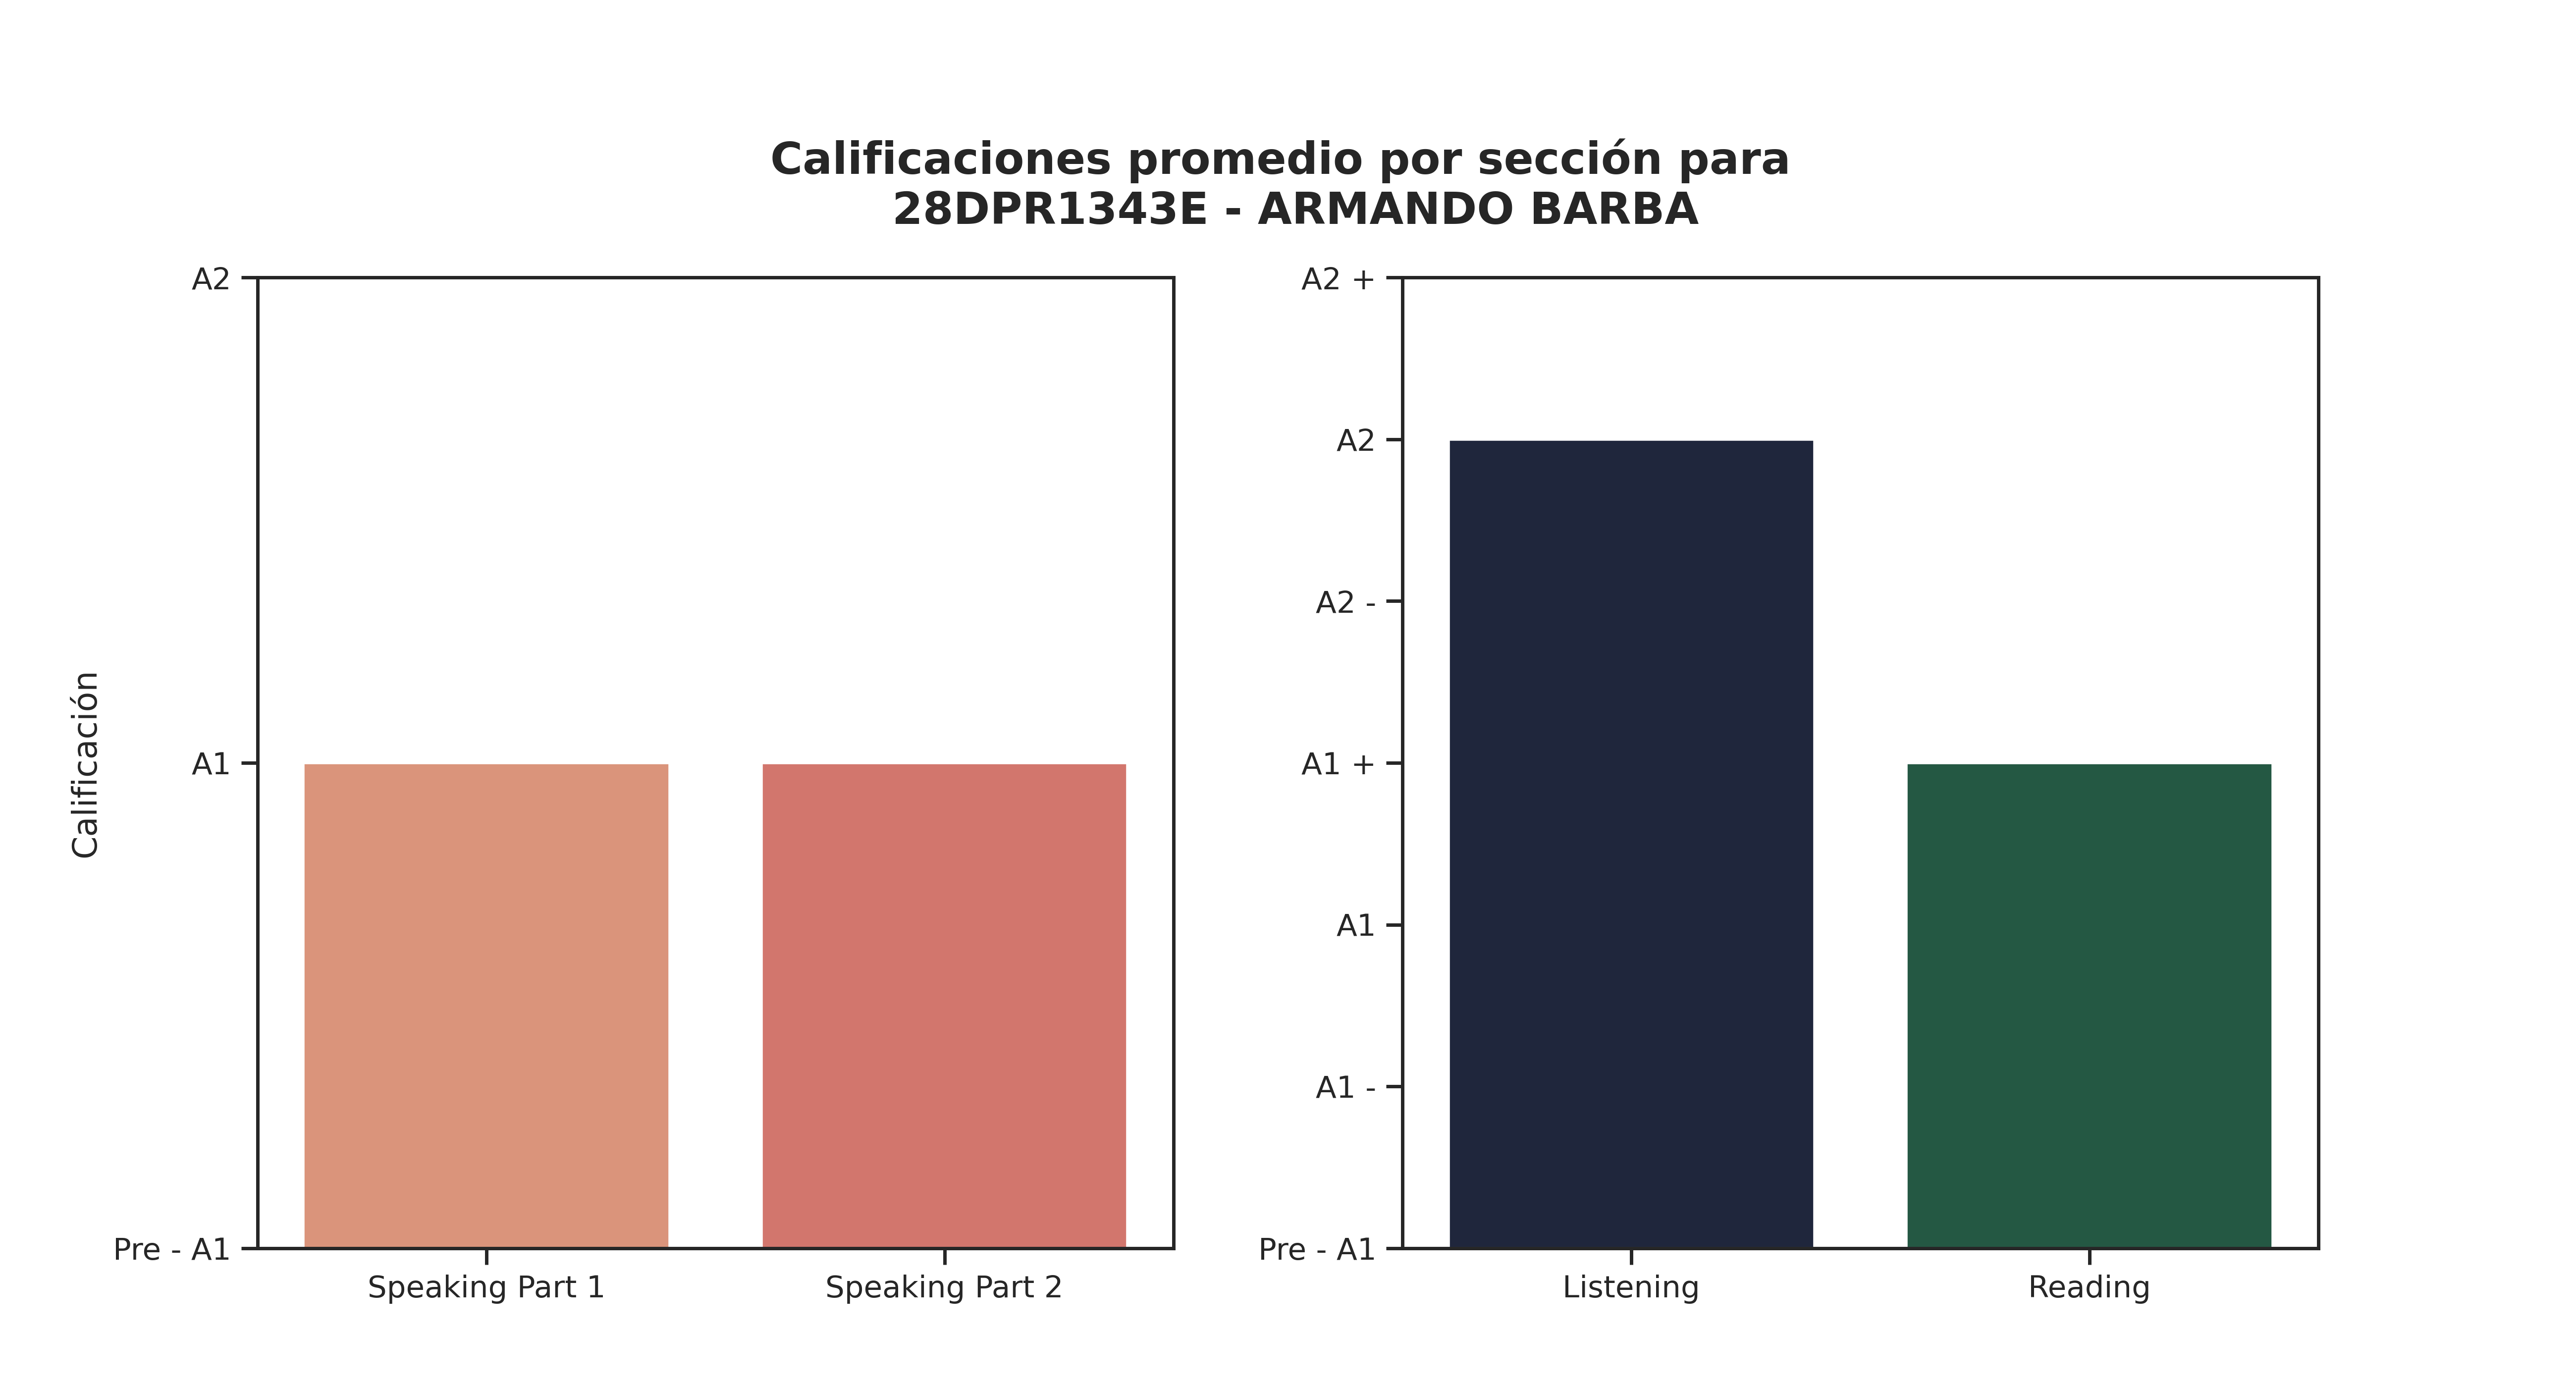 Calificaciones promedio por sección para
28DPR1343E - ARMANDO BARBA
Calificación
A2
A1
Pre - A1
Speaking Part 1
Speaking Part 2
A2 +
A2
A2 -
A1 +
A1
A1 -
Pre - A1
Listening
Reading